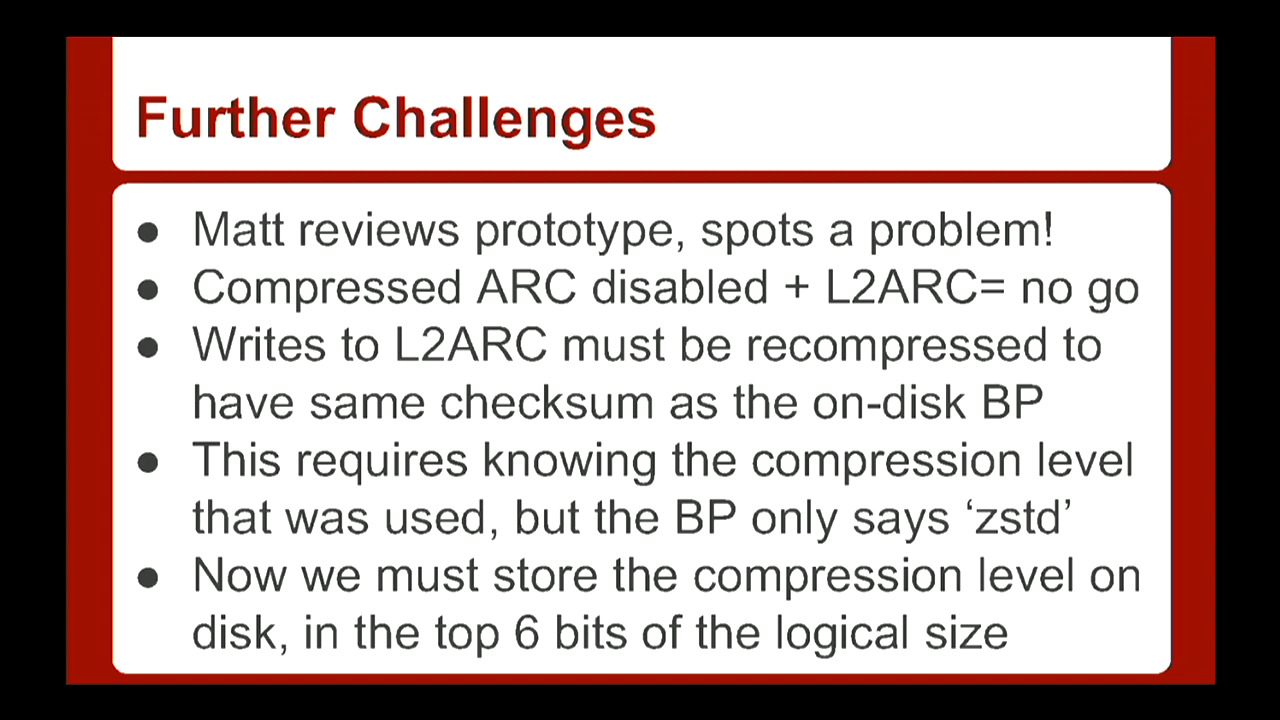 Further Challenges
● Matt reviews prototype, spots a problem!
● Compressed ARC disabled + L2ARC= no go
● Writes to L2ARC must be recompressed to
have same checksum as the on-disk BP
● This requires knowing the compression level
that was used, but the BP only says ‘zstd’
● Now we must store the compression level on
disk, in the top 6 bits of the logical size